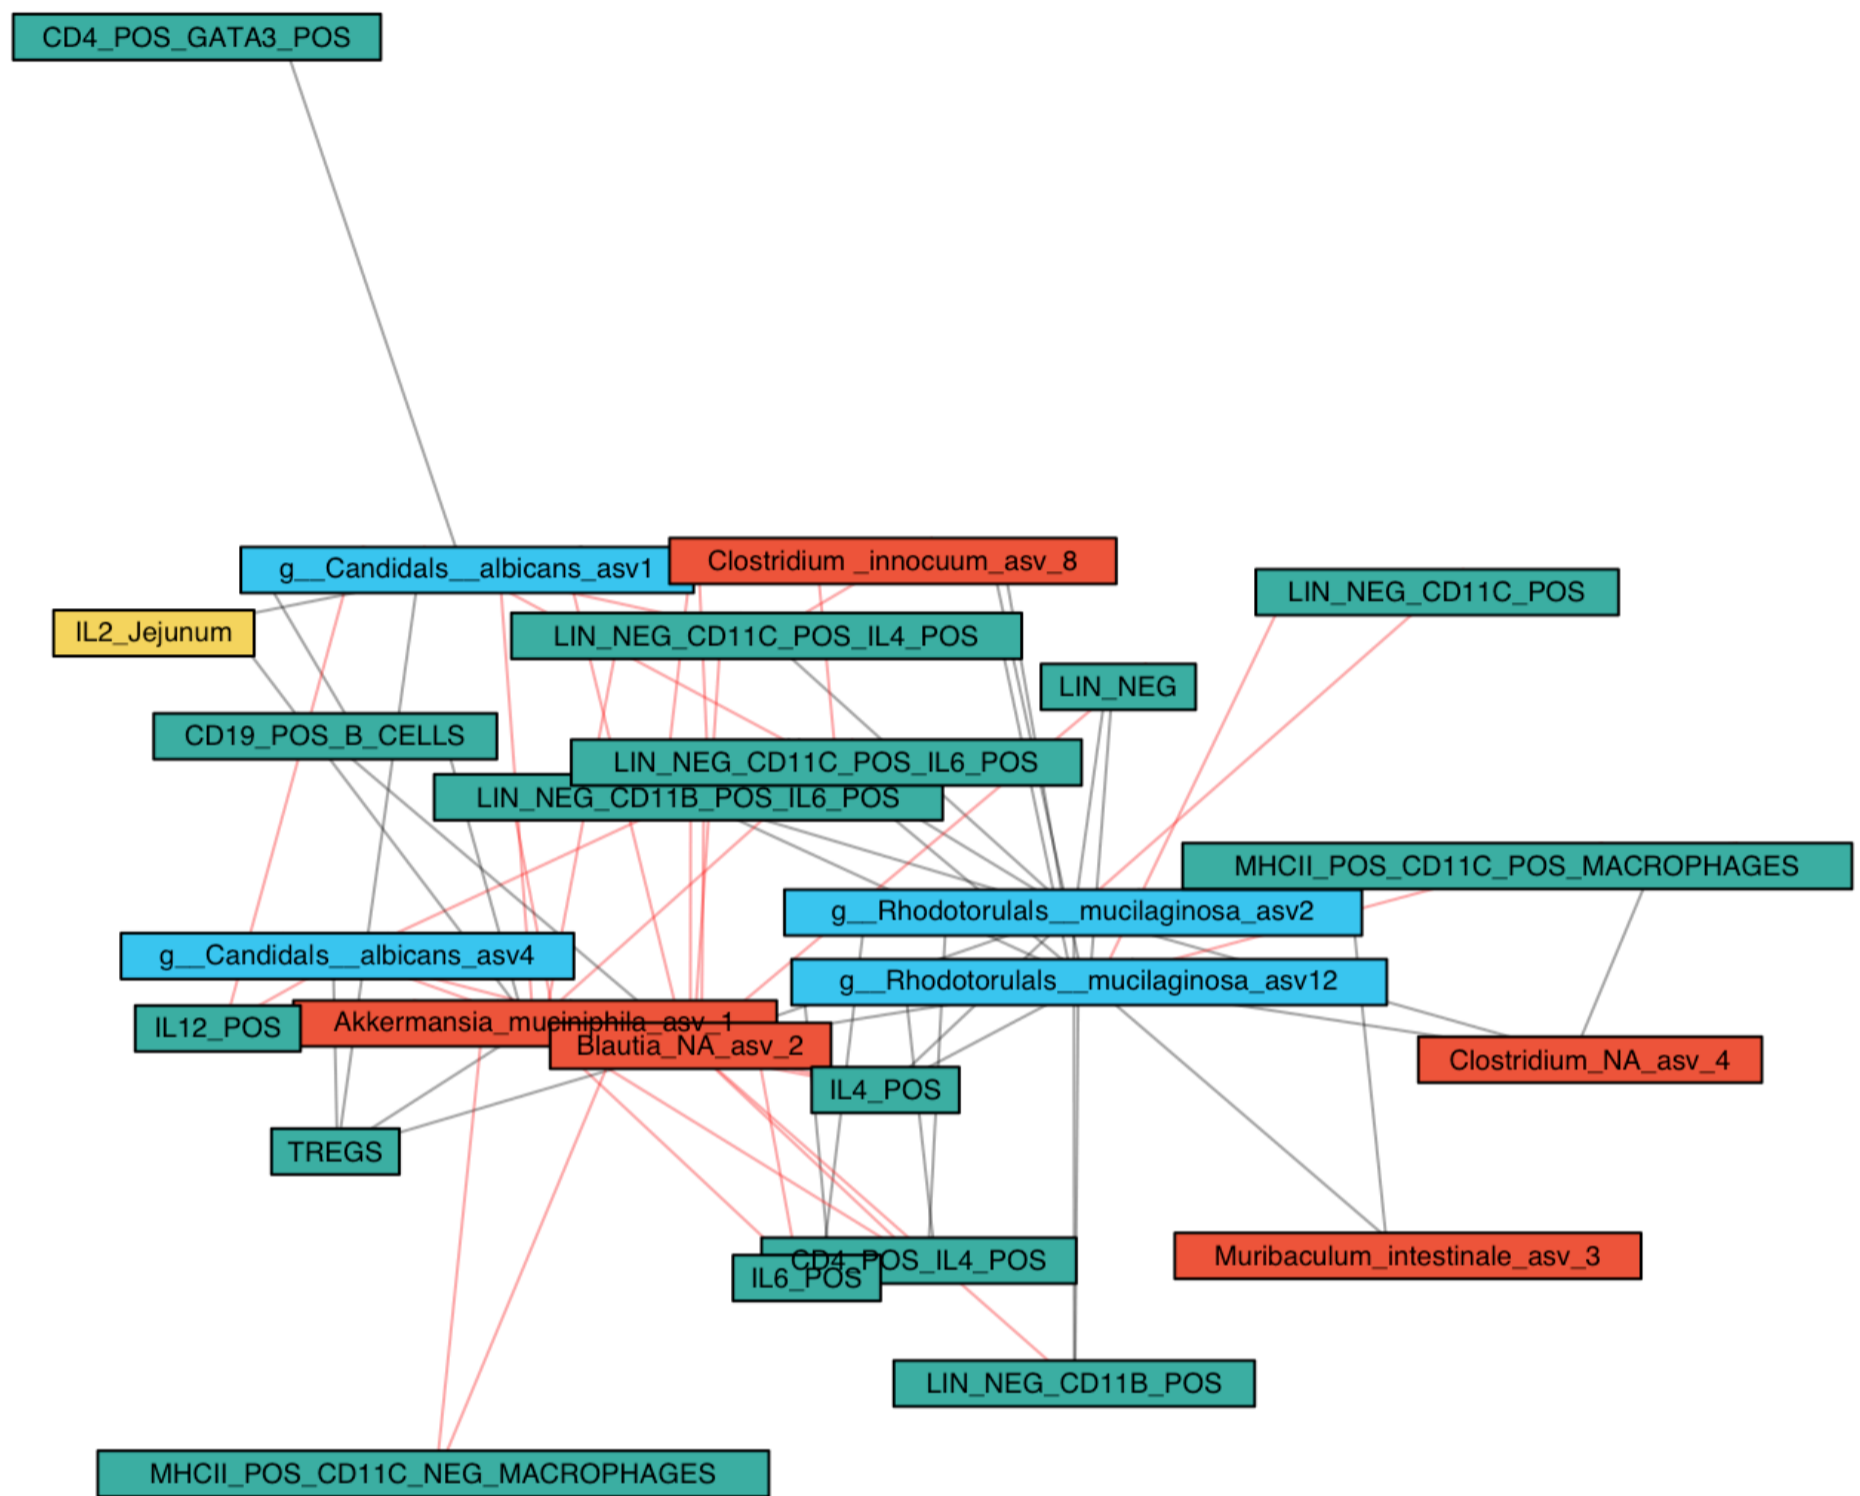 CD4_POS_GATA3_POS
g__Candidals__albicans_asv1
Clostridium _innocuum_asv_8
LIN_NEG_CD11C_POS
IL2_Jejunum
LIN_NEG_CD11C_POS_IL4_POS
LIN_NEG
CD19_POS_B_CELLS
LIN_NEG_CD11C_POS_IL6_POS
LIN_NEG_CD11B_POS_IL6_POS
MHCII_POS_CD11C_POS_MACROPHAGES
g__Rhodotorulals__mucilaginosa_asv2
g__Candidals__albicans_asv4
g__Rhodotorulals__mucilaginosa_asv12
IL12_POS
Akkermansia_muciniphila_asv_1
Blautia_NA_asv_2
Clostridium_NA_asv_4
IL4_POS
TREGS
CD4_POS_IL4_POS
Muribaculum_intestinale_asv_3
IL6_POS
LIN_NEG_CD11B_POS
MHCII_POS_CD11C_NEG_MACROPHAGES